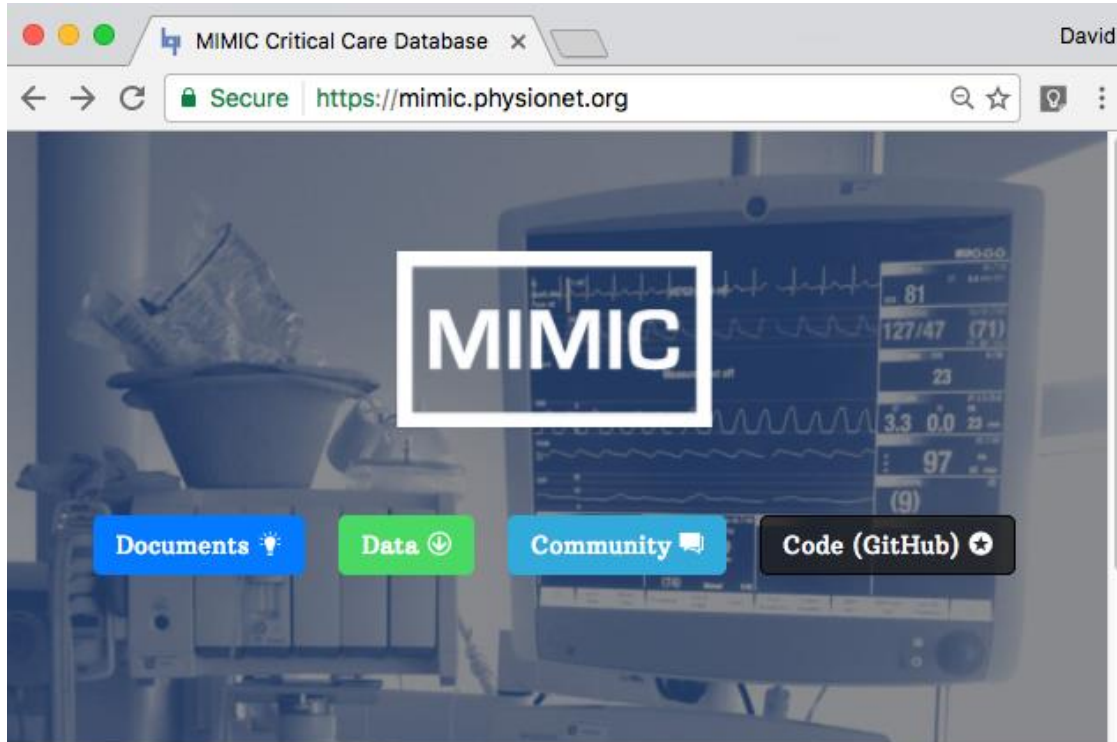 MIMIC Critical Care Database
David
Secure https://mimic.physionet.org
81
127/47 (71)
23
3.3 0.0 23
97
(9)
MIMIC
Documents
Data
Community
Code (GitHub)